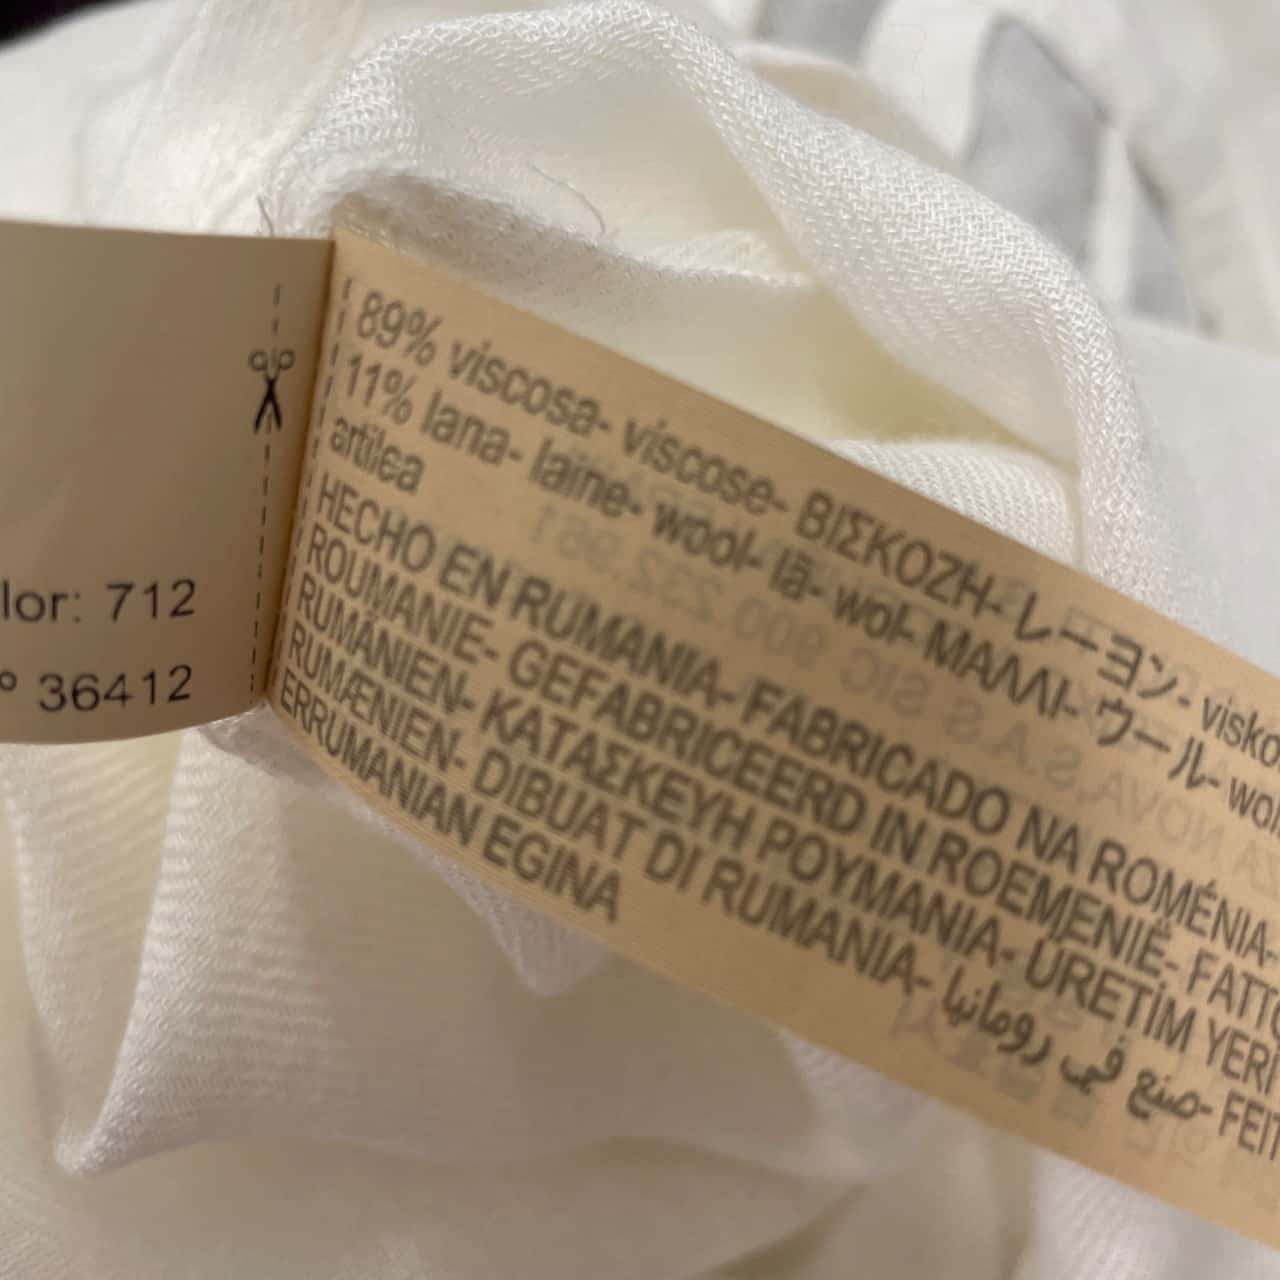 lor: 712
º 36412
89% viscosa- viscose- ΒΙΣΚΟΖΗ- レーヨン- visko
11% lana- laine- wool- lã- wol- ΜΑΛΛΙ- ウール- wol
artilea
HECHO EN RUMANIA- FABRICADO NA ROMÉNIA-
ROUMANIE- GEFABRICEERD IN ROEMENIË- FATTO
RUMÄNIEN- ΚΑΤΑΣΚΕΥΗ ΡΟΥΜΑΝΙΑ- ÜRETİM YERİ
RUMÆNIEN- DIBUAT DI RUMANIA- صنع في رومانيا- FEIT
ERRUMANIAN EGINA